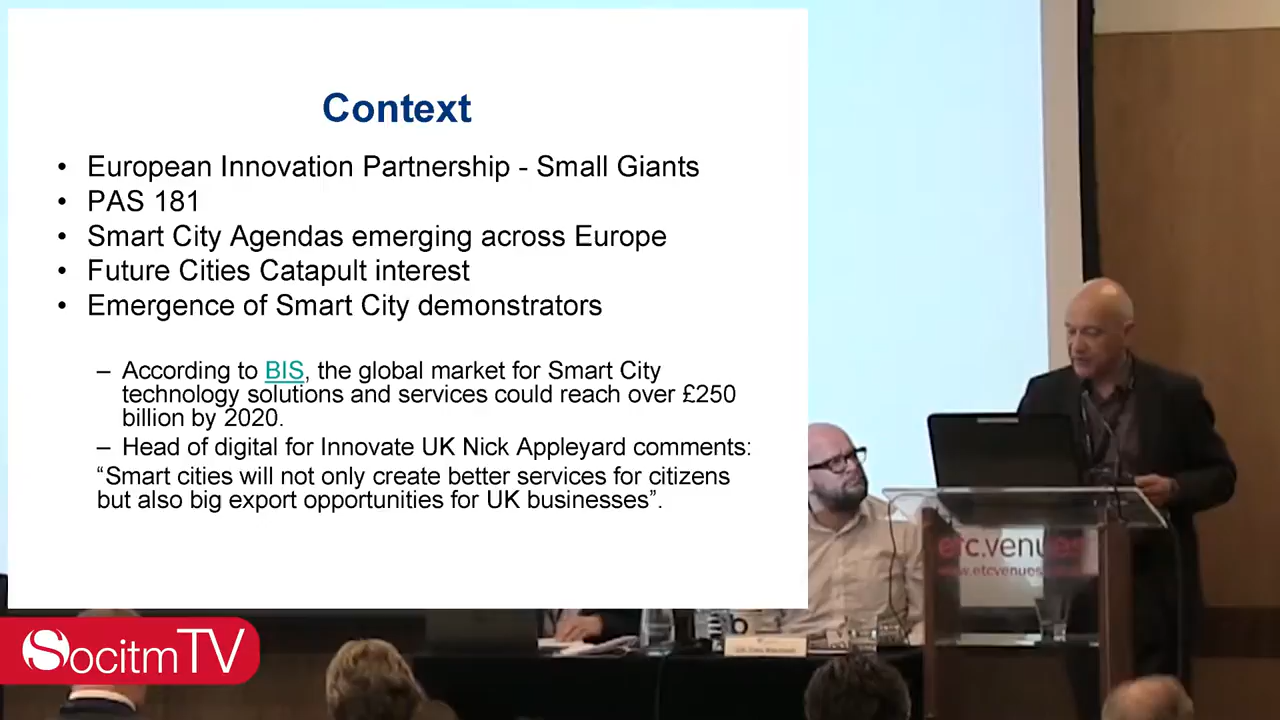 Context
• European Innovation Partnership - Small Giants
• PAS 181
• Smart City Agendas emerging across Europe
• Future Cities Catapult interest
• Emergence of Smart City demonstrators
– According to BIS, the global market for Smart City
technology solutions and services could reach over £250
billion by 2020.
– Head of digital for Innovate UK Nick Appleyard comments:
“Smart cities will not only create better services for citizens
but also big export opportunities for UK businesses”.
etc.venues
www.etcvenues
SocitmTV